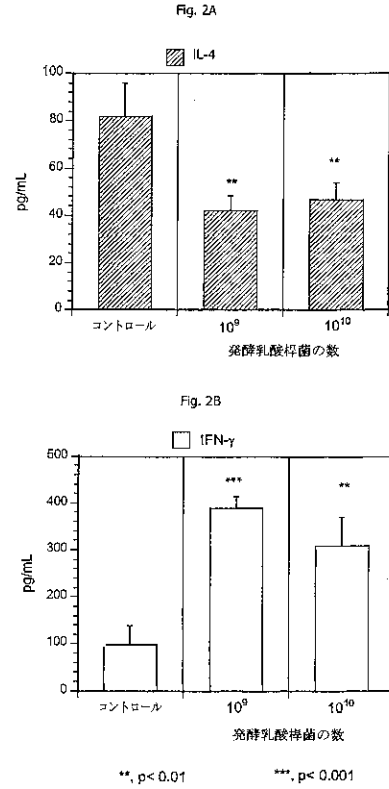 Fig. 2A
IL-4
100
80
60
40
20
0
pg/mL
**
**
コントロール 10⁹ 10¹⁰
発酵乳酸桿菌の数
Fig. 2B
IFN-γ
500
400
300
200
100
0
pg/mL
***
**
コントロール 10⁹ 10¹⁰
発酵乳酸桿菌の数
**, p< 0.01 ***, p< 0.001